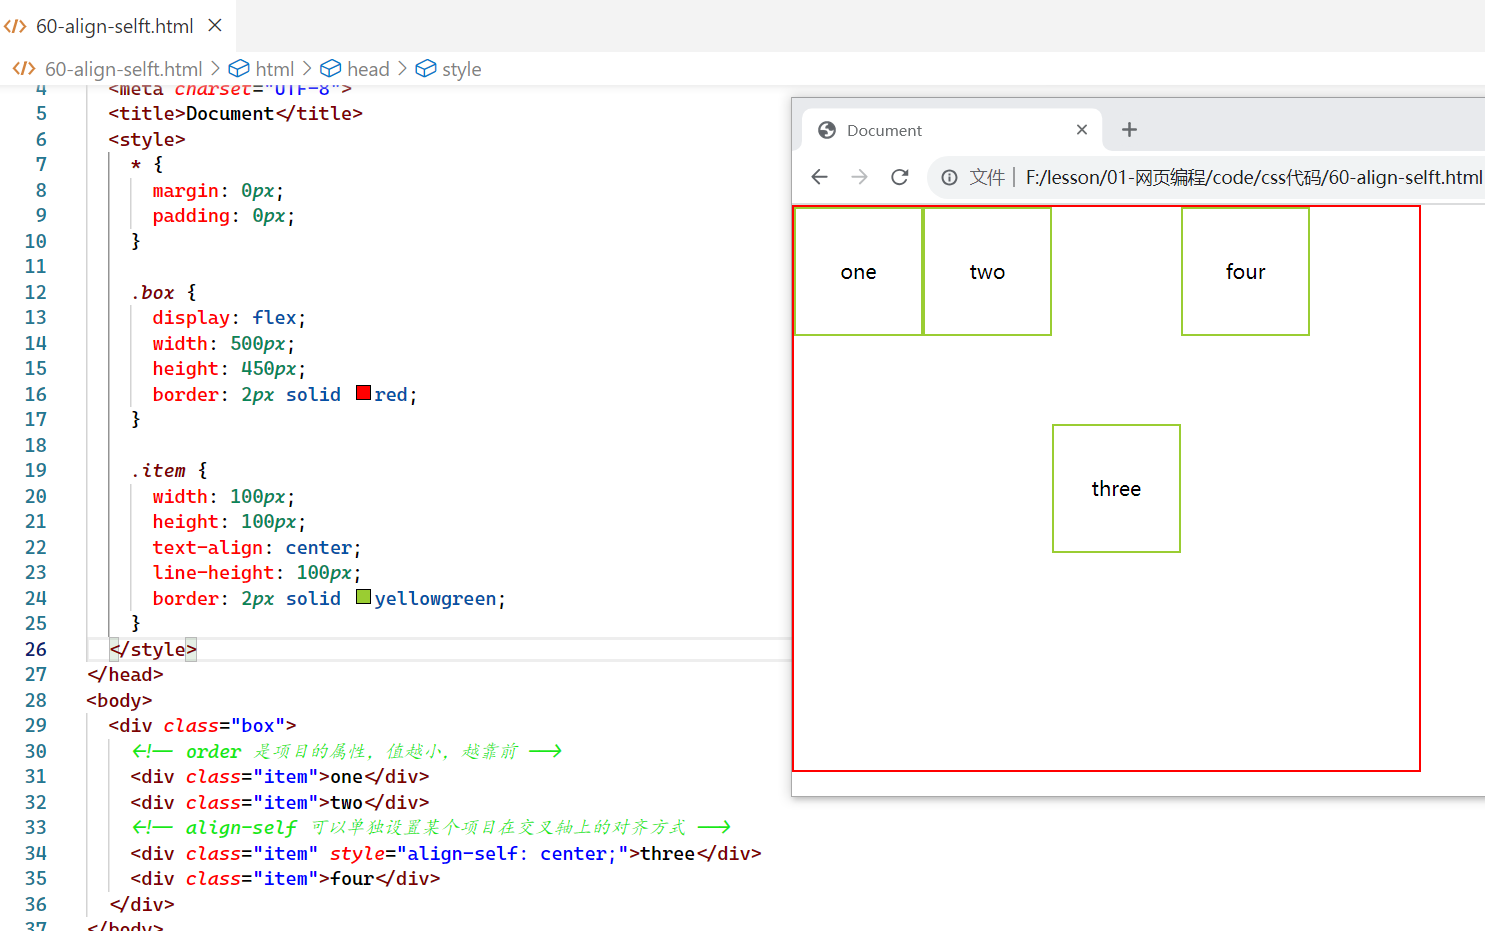 60-align-selft.html
60-align-selft.html > html > head > style
4 <meta charset="UTF-8">
5 <title>Document</title>
6 <style>
7 * {
8 margin: 0px;
9 padding: 0px;
10 }
11
12 .box {
13 display: flex;
14 width: 500px;
15 height: 450px;
16 border: 2px solid red;
17 }
18
19 .item {
20 width: 100px;
21 height: 100px;
22 text-align: center;
23 line-height: 100px;
24 border: 2px solid yellowgreen;
25 }
26 </style>
27 </head>
28 <body>
29 <div class="box">
30 <!-- order 是项目的属性，值越小，越靠前 -->
31 <div class="item">one</div>
32 <div class="item">two</div>
33 <!-- align-self 可以单独设置某个项目在交叉轴上的对齐方式 -->
34 <div class="item" style="align-self: center;">three</div>
35 <div class="item">four</div>
36 </div>
37 </body>
Document
文件 | F:/lesson/01-网页编程/code/css代码/60-align-selft.html
one two four
three